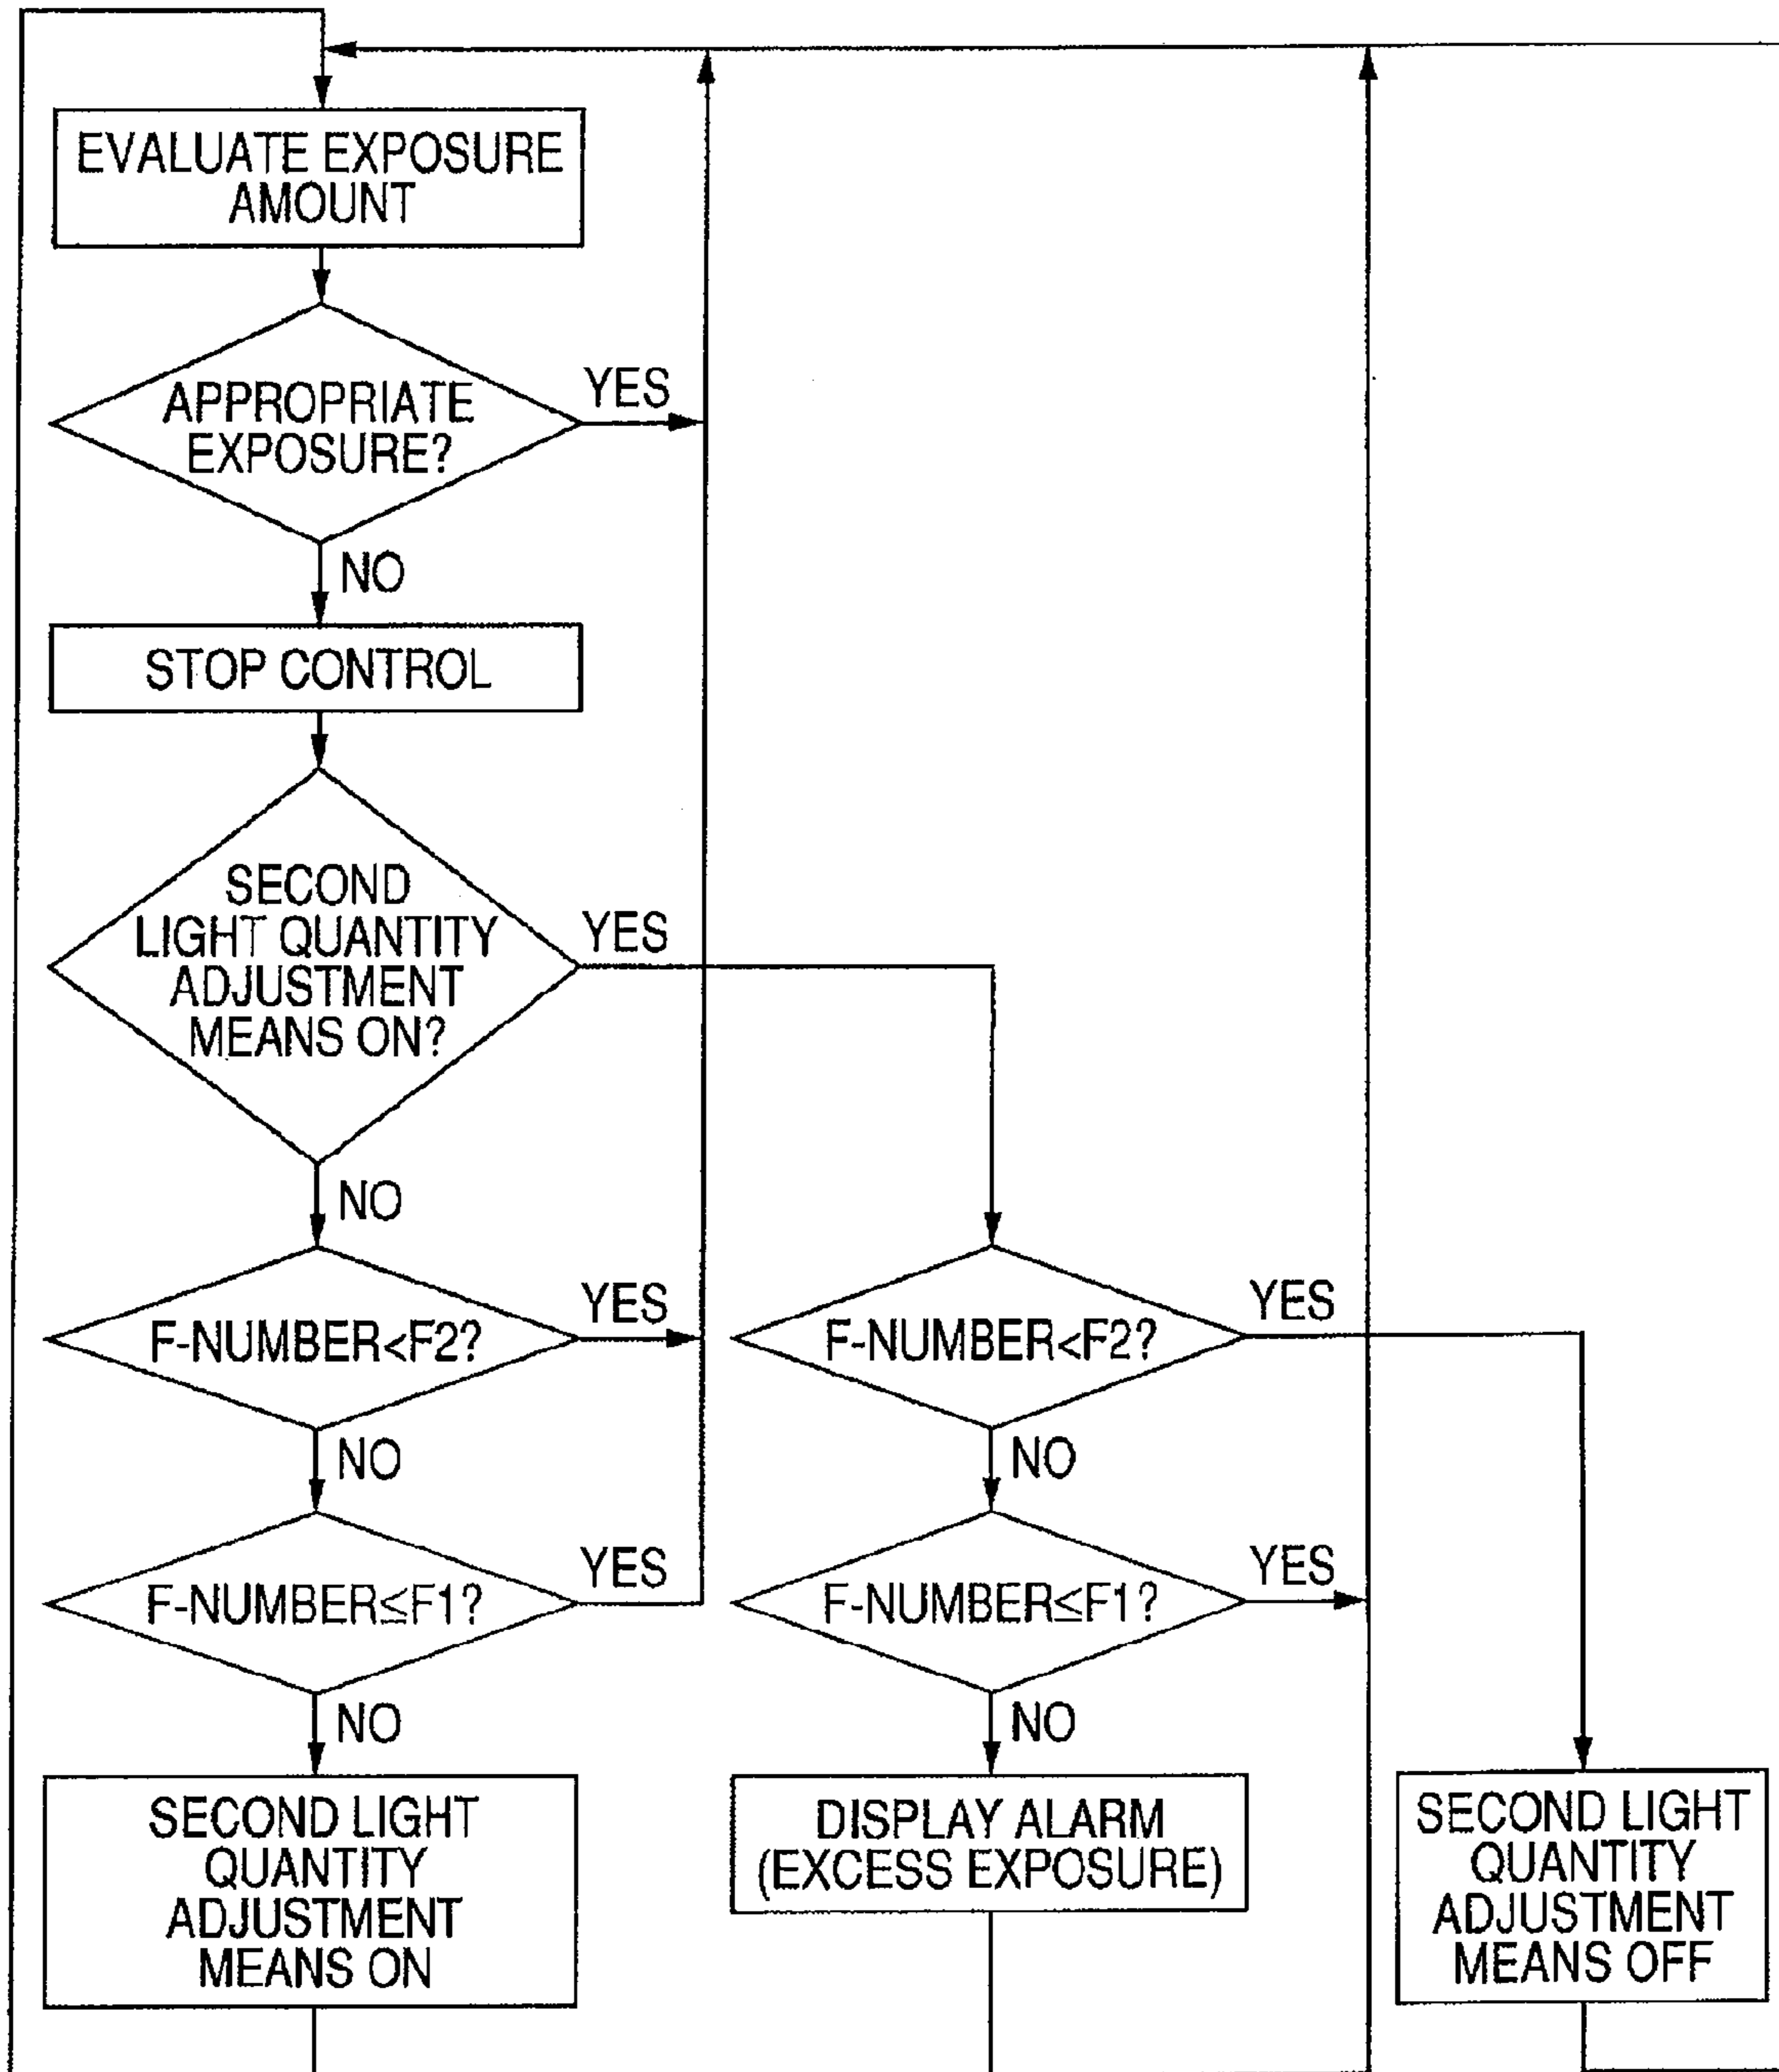 EVALUATE EXPOSURE
AMOUNT
APPROPRIATE
EXPOSURE?
YES
NO
STOP CONTROL
SECOND
LIGHT QUANTITY
ADJUSTMENT
MEANS ON?
YES
NO
F-NUMBER<F2?
YES
NO
F-NUMBER≤F1?
YES
NO
SECOND LIGHT
QUANTITY
ADJUSTMENT
MEANS ON
F-NUMBER<F2?
YES
NO
F-NUMBER≤F1?
YES
NO
DISPLAY ALARM
(EXCESS EXPOSURE)
SECOND LIGHT
QUANTITY
ADJUSTMENT
MEANS OFF